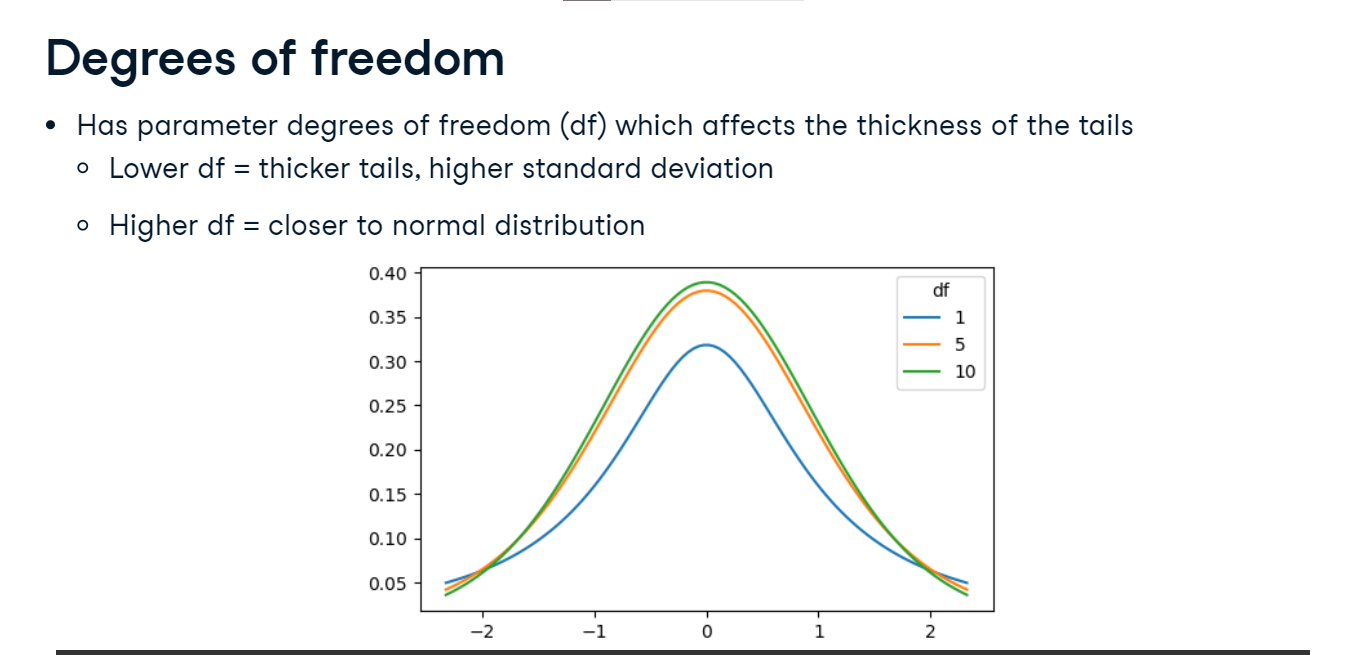 Degrees of freedom
• Has parameter degrees of freedom (df) which affects the thickness of the tails
○ Lower df = thicker tails, higher standard deviation
○ Higher df = closer to normal distribution
0.40
0.35
0.30
0.25
0.20
0.15
0.10
0.05
−2 −1 0 1 2
df
1
5
10